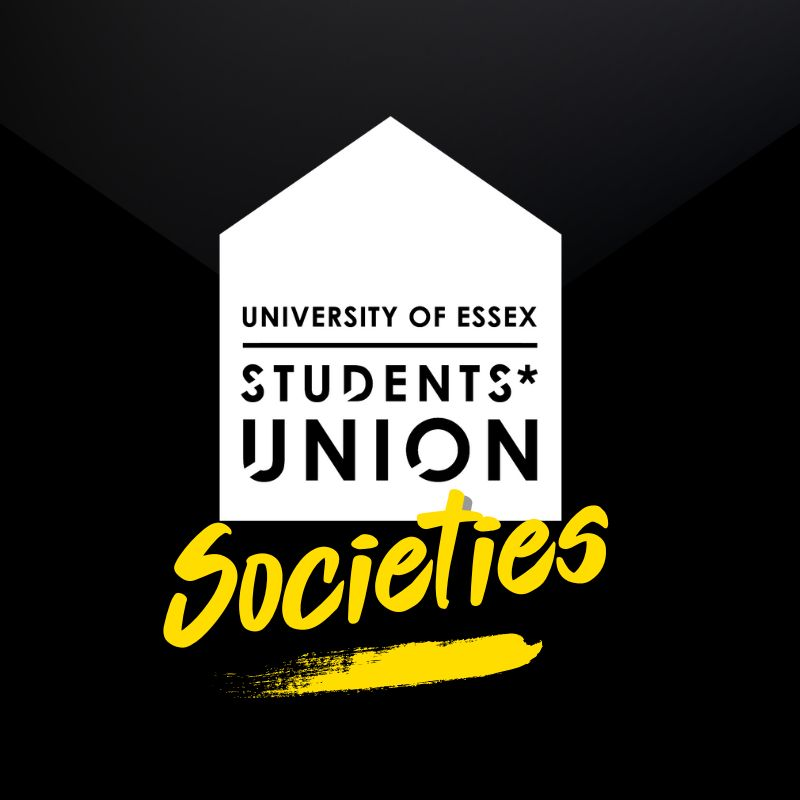 UNIVERSITY OF ESSEX
STUDENTS*
UNION
Societies